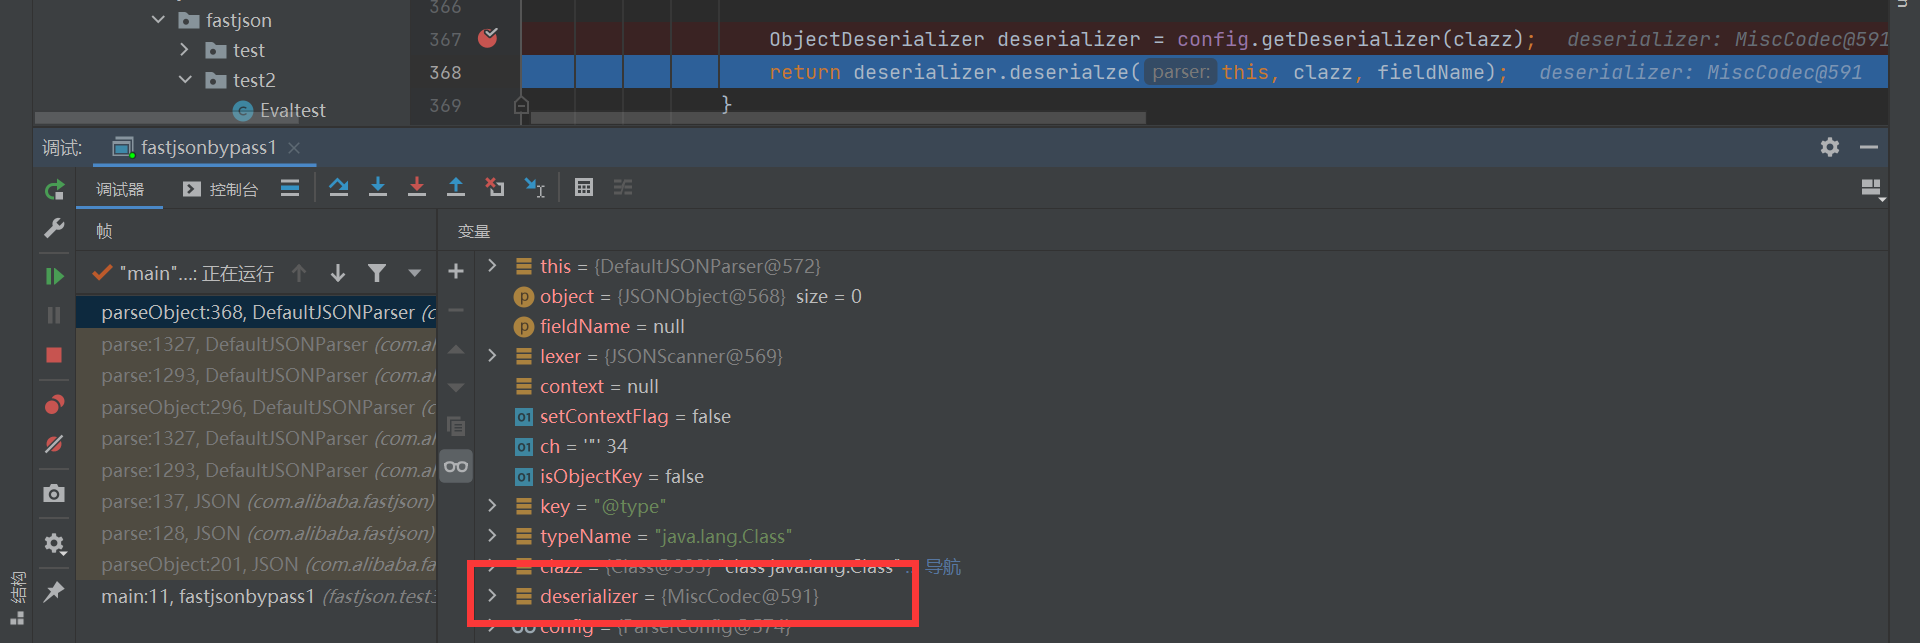 fastjson
test
test2
Evaltest
366
367 ObjectDeserializer deserializer = config.getDeserializer(clazz); deserializer: MiscCodec@591
368 return deserializer.deserialze( parser: this, clazz, fieldName); deserializer: MiscCodec@591
369 }
调试: fastjsonbypass1
调试器 控制台
帧
变量
"main"...: 正在运行
parseObject:368, DefaultJSONParser (c
parse:1327, DefaultJSONParser (com.al
parse:1293, DefaultJSONParser (com.al
parseObject:296, DefaultJSONParser (c
parse:1327, DefaultJSONParser (com.al
parse:1293, DefaultJSONParser (com.al
parse:137, JSON (com.alibaba.fastjson)
parse:128, JSON (com.alibaba.fastjson)
parseObject:201, JSON (com.alibaba.fa
main:11, fastjsonbypass1 (fastjson.test3
this = {DefaultJSONParser@572}
object = {JSONObject@568} size = 0
fieldName = null
lexer = {JSONScanner@569}
context = null
setContextFlag = false
ch = '"' 34
isObjectKey = false
key = "@type"
typeName = "java.lang.Class"
clazz = {Class@533} "class java.lang.Class" ... 导航
deserializer = {MiscCodec@591}
config = {ParserConfig@574}
结构